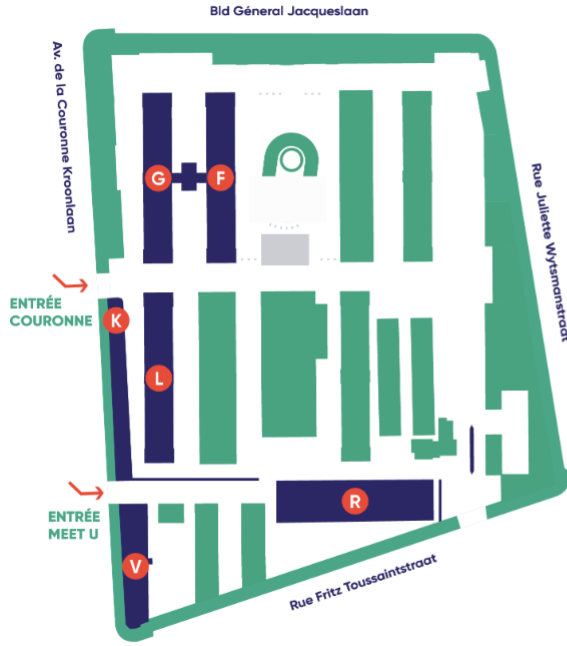 Bld Général Jacqueslaan
Av. de la Couronne Kroonlaan
Rue Juliette Wytsmanstraat
G
F
ENTRÉE
COURONNE
K
L
ENTRÉE
MEET U
R
V
Rue Fritz Toussaintstraat